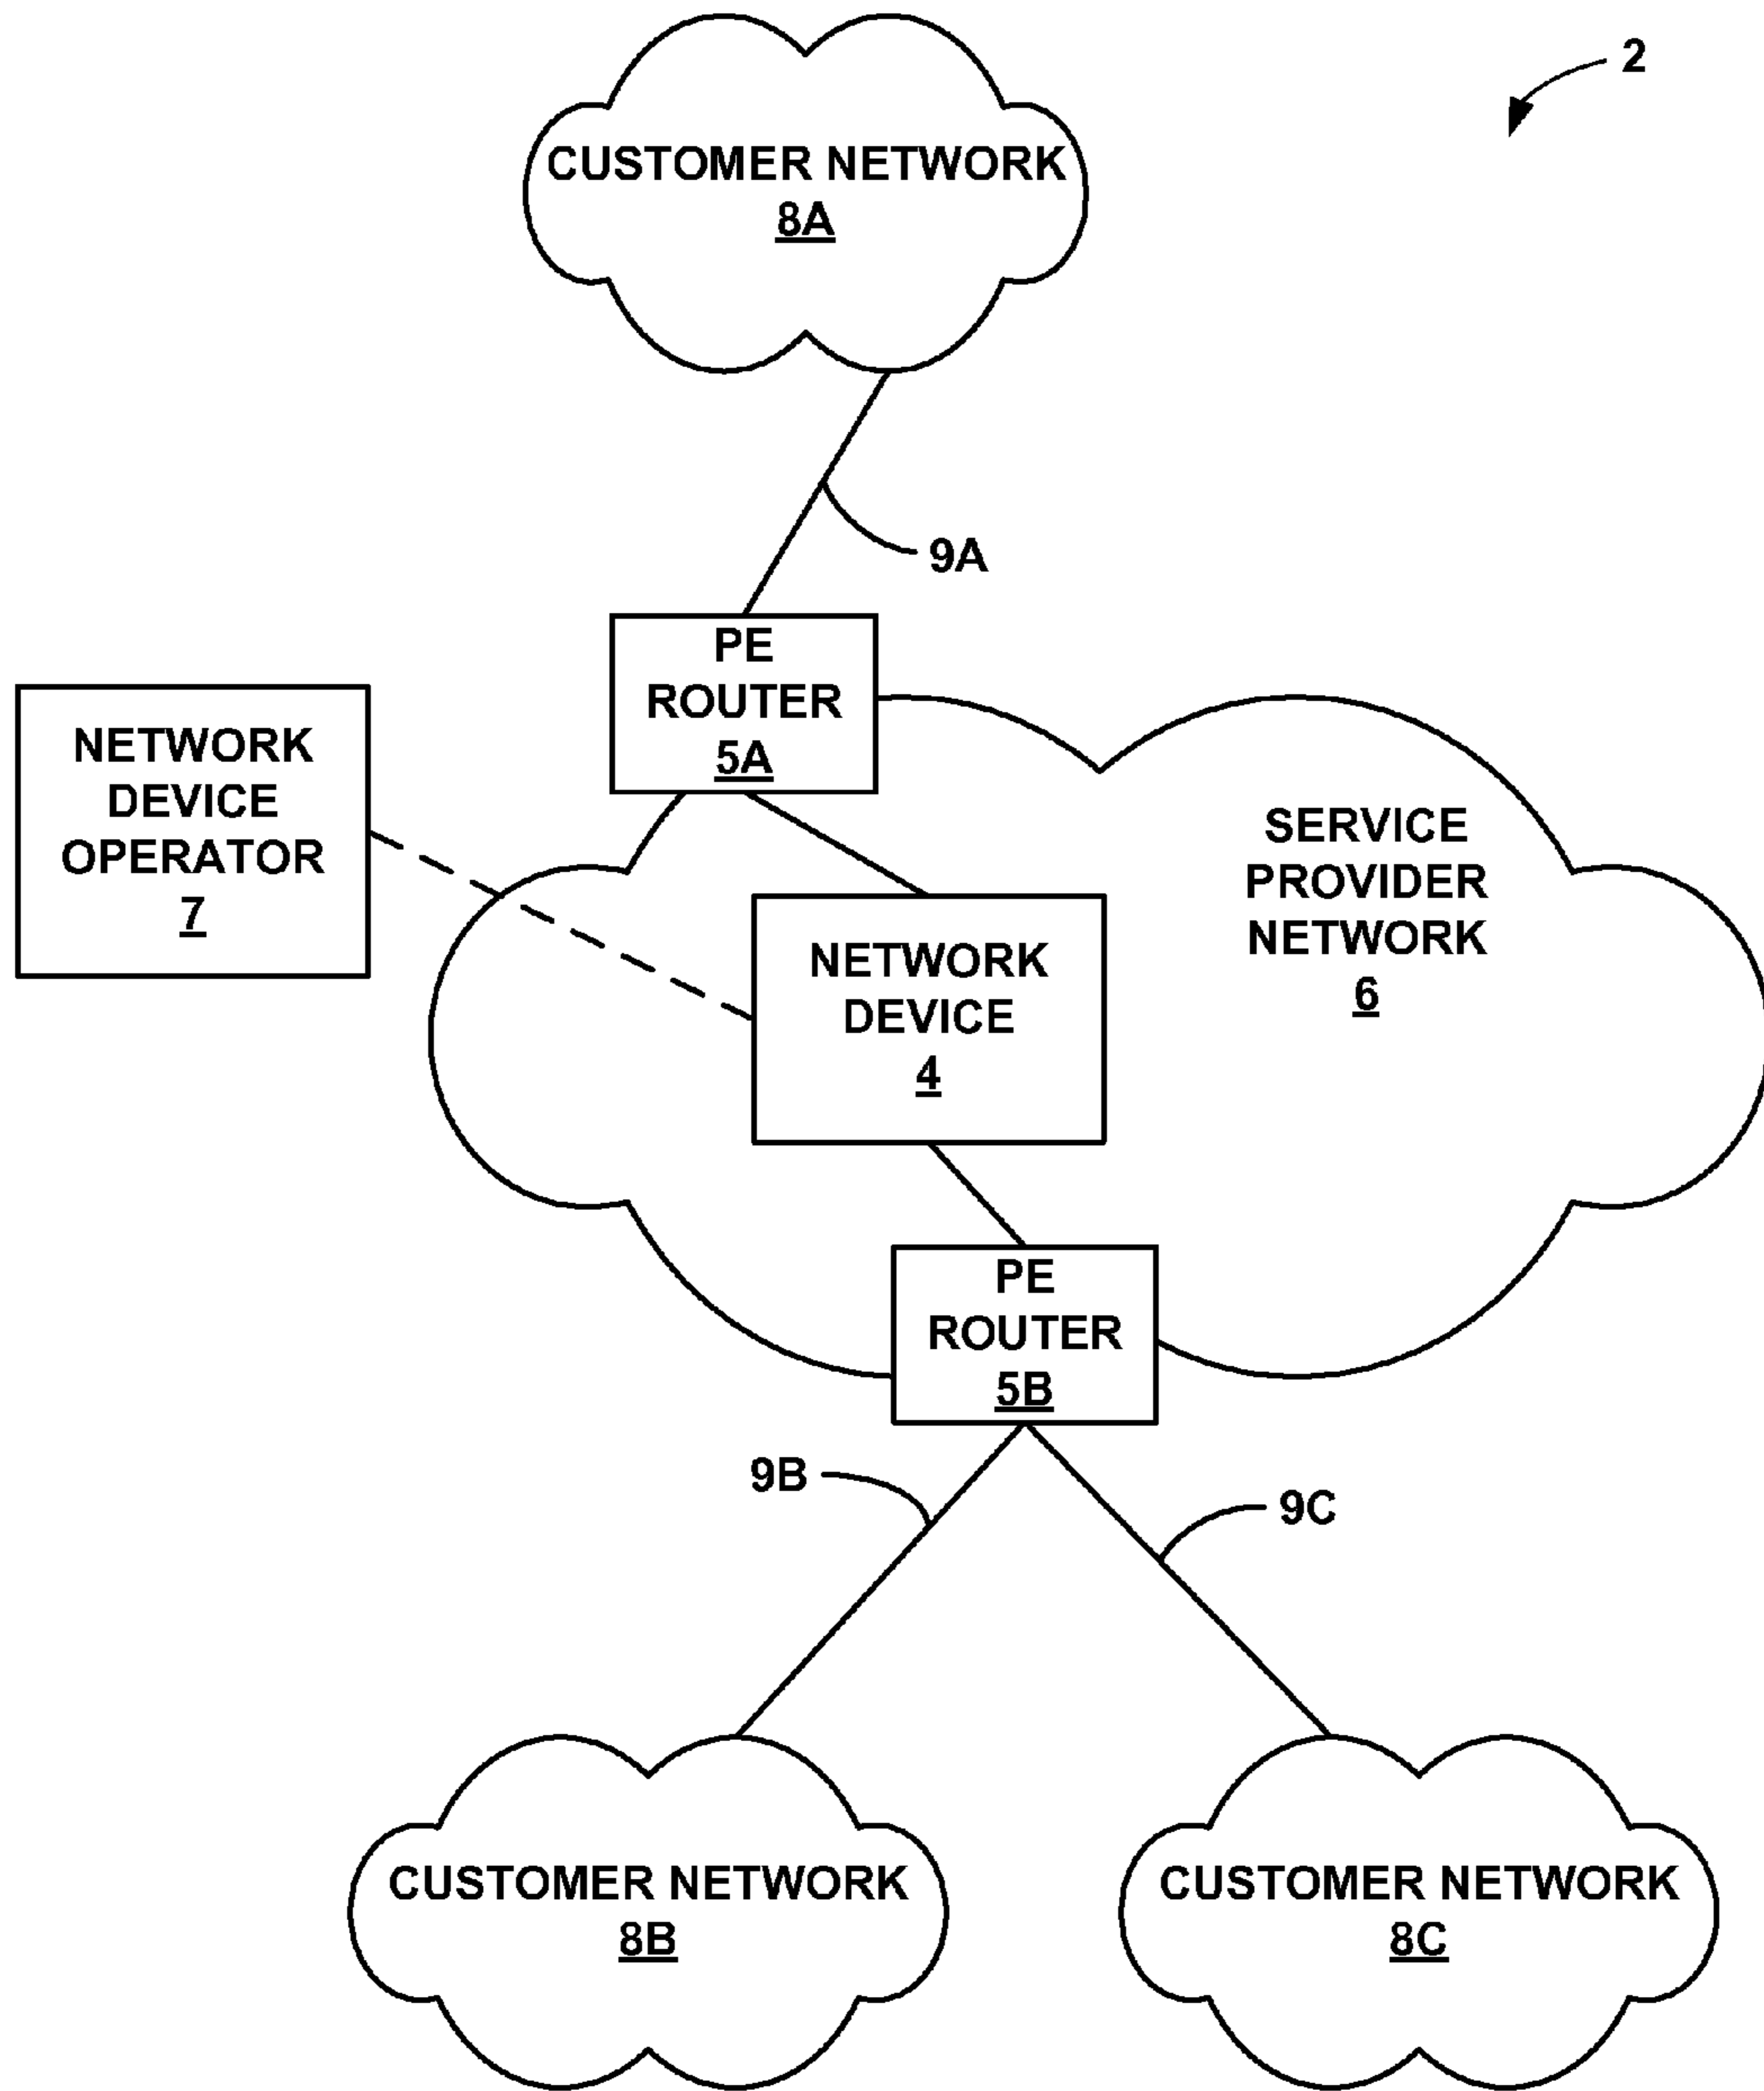 2
CUSTOMER NETWORK
8A
9A
PE
ROUTER
5A
NETWORK
DEVICE
OPERATOR
7
SERVICE
PROVIDER
NETWORK
6
NETWORK
DEVICE
4
PE
ROUTER
5B
9B
9C
CUSTOMER NETWORK
8B
CUSTOMER NETWORK
8C